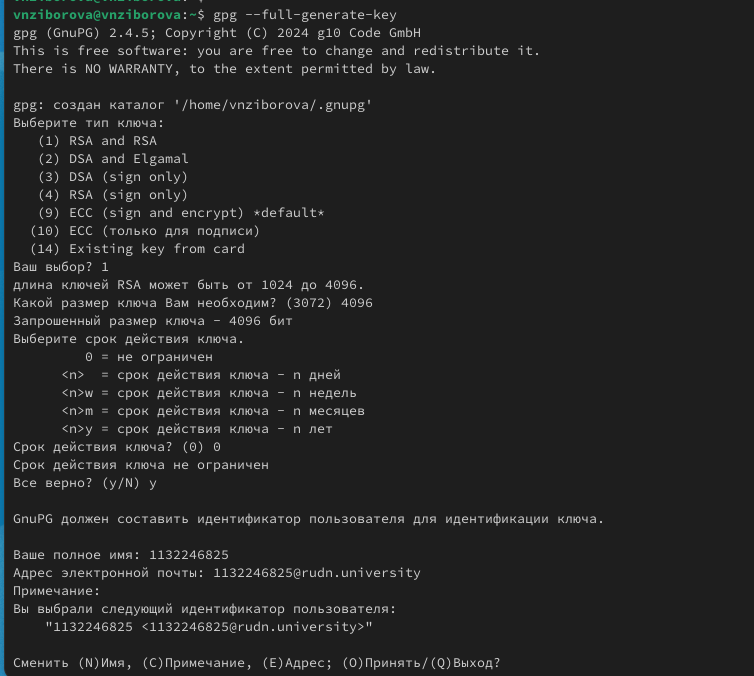 vnziborova@vnziborova:~$ gpg --full-generate-key
gpg (GnuPG) 2.4.5; Copyright (C) 2024 g10 Code GmbH
This is free software: you are free to change and redistribute it.
There is NO WARRANTY, to the extent permitted by law.
gpg: создан каталог '/home/vnziborova/.gnupg'
Выберите тип ключа:
(1) RSA and RSA
(2) DSA and Elgamal
(3) DSA (sign only)
(4) RSA (sign only)
(9) ECC (sign and encrypt) *default*
(10) ECC (только для подписи)
(14) Existing key from card
Ваш выбор? 1
длина ключей RSA может быть от 1024 до 4096.
Какой размер ключа Вам необходим? (3072) 4096
Запрошенный размер ключа - 4096 бит
Выберите срок действия ключа.
0 = не ограничен
<n>  = срок действия ключа - n дней
<n>w = срок действия ключа - n недель
<n>m = срок действия ключа - n месяцев
<n>y = срок действия ключа - n лет
Срок действия ключа? (0) 0
Срок действия ключа не ограничен
Все верно? (y/N) y
GnuPG должен составить идентификатор пользователя для идентификации ключа.
Ваше полное имя: 1132246825
Адрес электронной почты: 1132246825@rudn.university
Примечание:
Вы выбрали следующий идентификатор пользователя:
"1132246825 <1132246825@rudn.university>"
Сменить (N)Имя, (C)Примечание, (E)Адрес; (O)Принять/(Q)Выход?